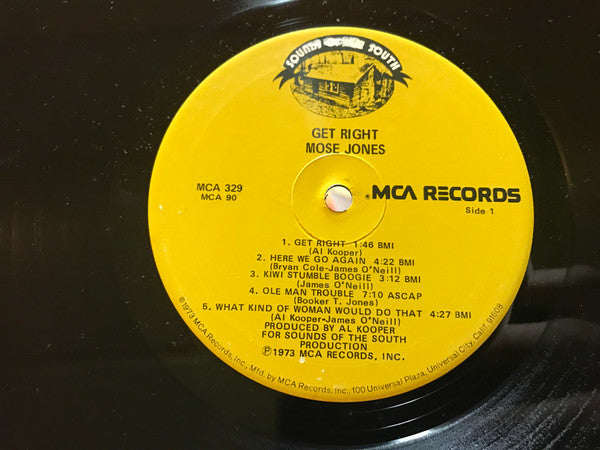 SOUNDS OF THE SOUTH
GET RIGHT
MOSE JONES
MCA 329
MCA 90
MCA RECORDS
Side 1
1. GET RIGHT 1:46 BMI
(Al Kooper)
2. HERE WE GO AGAIN 4:22 BMI
(Bryan Cole-James O'Neill)
3. KIWI STUMBLE BOOGIE 3:12 BMI
(James O'Neill)
4. OLE MAN TROUBLE 7:10 ASCAP
(Booker T. Jones)
5. WHAT KIND OF WOMAN WOULD DO THAT 4:27 BMI
(Al Kooper-James O'Neill)
PRODUCED BY AL KOOPER
FOR SOUNDS OF THE SOUTH
PRODUCTION
℗1973 MCA RECORDS, INC.
©1973 MCA Records, Inc., Mfd. by MCA Records, Inc., 100 Universal Plaza, Universal City, Calif. 91608